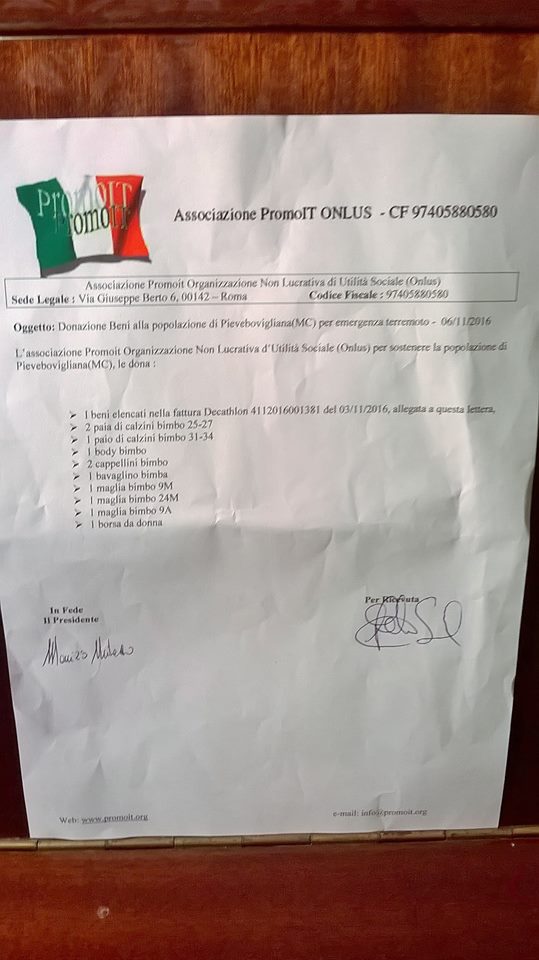 PromoIT
PromoIT
Associazione PromoIT ONLUS - CF 97405880580
Associazione Promoit Organizzazione Non Lucrativa di Utilità Sociale (Onlus)
Sede Legale : Via Giuseppe Berto 6, 00142 – Roma Codice Fiscale : 97405880580
Oggetto: Donazione Beni alla popolazione di Pievebovigliana(MC) per emergenza terremoto - 06/11/2016
L'associazione Promoit Organizzazione Non Lucrativa d'Utilità Sociale (Onlus) per sostenere la popolazione di
Pievebovigliana(MC), le dona :
➢ I beni elencati nella fattura Decathlon 4112016001381 del 03/11/2016, allegata a questa lettera,
➢ 2 paia di calzini bimbo 25-27
➢ 1 paio di calzini bimbo 31-34
➢ 1 body bimbo
➢ 2 cappellini bimbo
➢ 1 bavaglino bimba
➢ 1 maglia bimbo 9M
➢ 1 maglia bimbo 24M
➢ 1 maglia bimbo 9A
➢ 1 borsa da donna
In Fede
Il Presidente
Per Ricevuta
Web: www.promoit.org e-mail: info@promoit.org